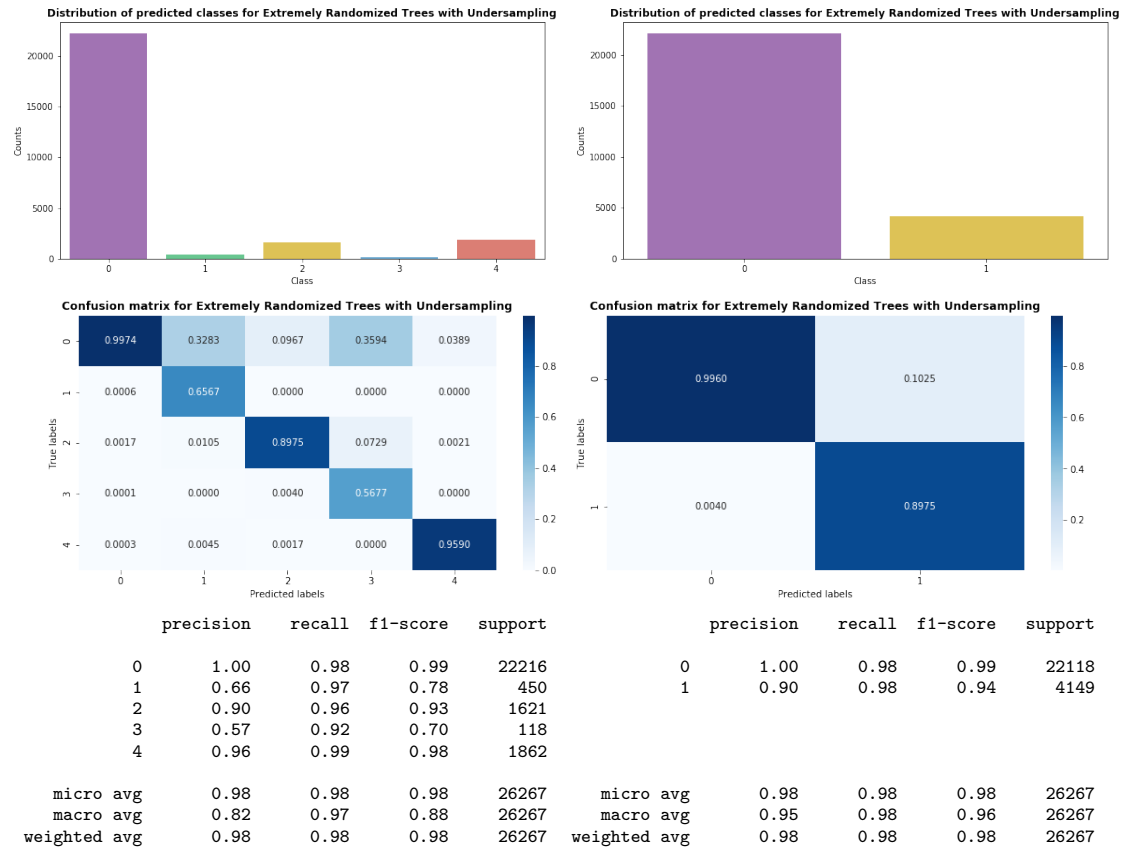 Distribution of predicted classes for Extremely Randomized Trees with Undersampling
20000
15000
10000
5000
0
Counts
0 1 2 3 4
Class
Distribution of predicted classes for Extremely Randomized Trees with Undersampling
20000
15000
10000
5000
0
Counts
0 1
Class
Confusion matrix for Extremely Randomized Trees with Undersampling
True labels
0 0.9974 0.3283 0.0967 0.3594 0.0389
1 0.0006 0.6567 0.0000 0.0000 0.0000
2 0.0017 0.0105 0.8975 0.0729 0.0021
3 0.0001 0.0000 0.0040 0.5677 0.0000
4 0.0003 0.0045 0.0017 0.0000 0.9590
0 1 2 3 4
Predicted labels
0.8
0.6
0.4
0.2
0.0
Confusion matrix for Extremely Randomized Trees with Undersampling
True labels
0 0.9960 0.1025
1 0.0040 0.8975
0 1
Predicted labels
0.8
0.6
0.4
0.2
precision recall f1-score support
0 1.00 0.98 0.99 22216
1 0.66 0.97 0.78 450
2 0.90 0.96 0.93 1621
3 0.57 0.92 0.70 118
4 0.96 0.99 0.98 1862
micro avg 0.98 0.98 0.98 26267
macro avg 0.82 0.97 0.88 26267
weighted avg 0.98 0.98 0.98 26267
precision recall f1-score support
0 1.00 0.98 0.99 22118
1 0.90 0.98 0.94 4149
micro avg 0.98 0.98 0.98 26267
macro avg 0.95 0.98 0.96 26267
weighted avg 0.98 0.98 0.98 26267